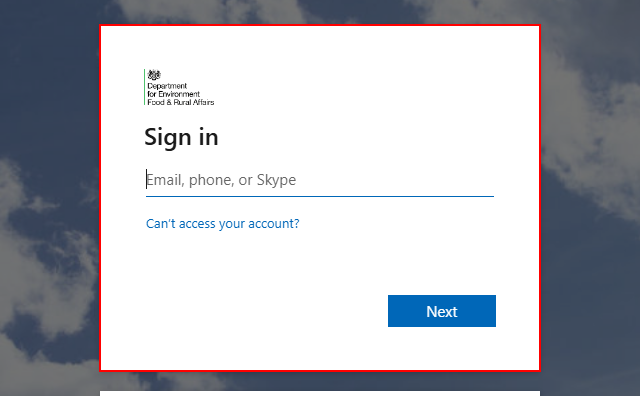 Department
for Environment
Food & Rural Affairs
Sign in
Email, phone, or Skype
Can't access your account?
Next